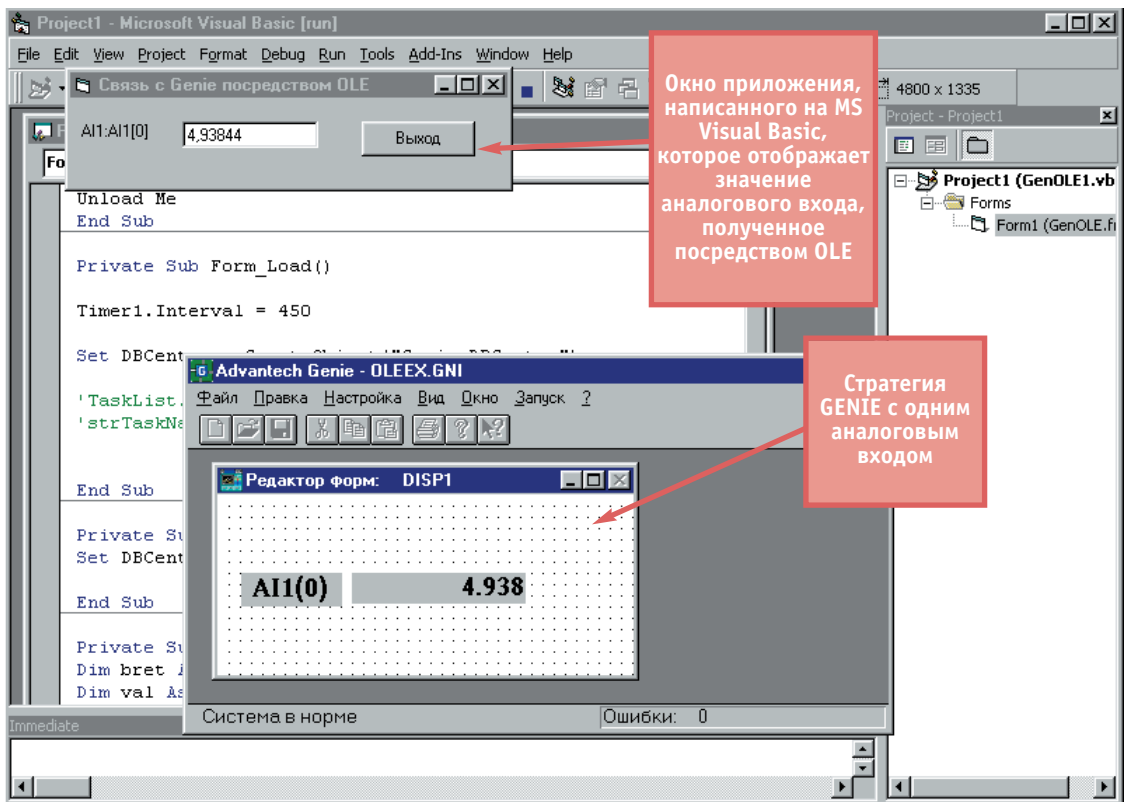 Project1 - Microsoft Visual Basic [run]
File Edit View Project Format Debug Run Tools Add-Ins Window Help
4800 x 1335
Связь с Genie посредством OLE
AI1:AI1[0] 4,93844 Выход
Окно приложения,
написанного на MS
Visual Basic,
которое отображает
значение
аналогового входа,
полученное
посредством OLE
Project - Project1
Project1 (GenOLE1.vb
Forms
Form1 (GenOLE.f
Unload Me
End Sub
Private Sub Form_Load()
Timer1.Interval = 450
Set DBCent
'TaskList.
'strTaskNa
End Sub
Private Su
Set DBCent
End Sub
Private Su
Dim bret
Dim val As
Advantech Genie - OLEEX.GNI
Файл Правка Настройка Вид Окно Запуск ?
Редактор форм: DISP1
AI1(0) 4.938
Система в норме Ошибки: 0
Стратегия
GENIE с одним
аналоговым
входом
Immediate